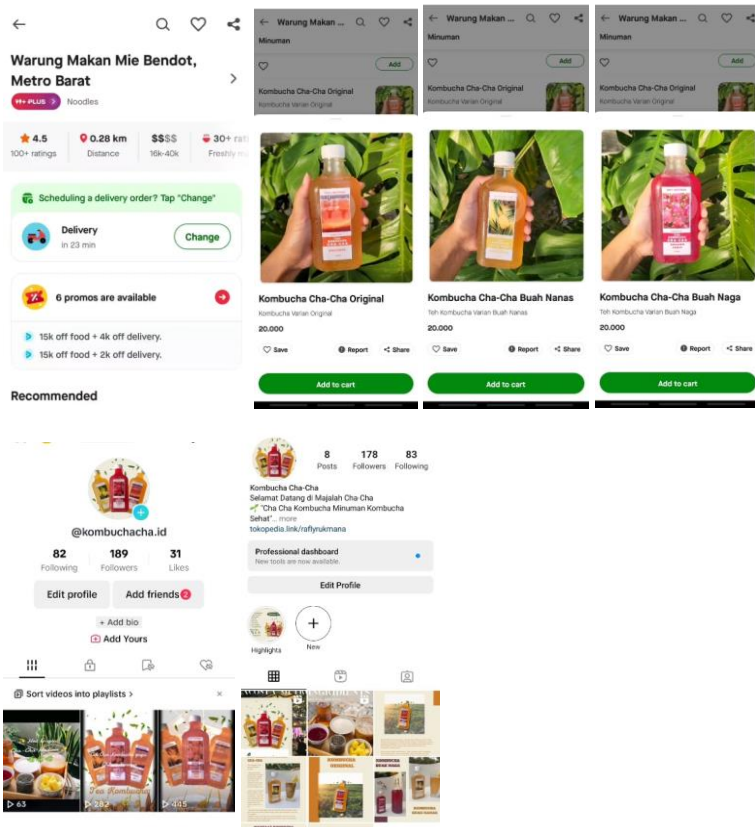 Warung Makan Mie Bendot,
Metro Barat
PLUS
Noodles
4.5
0.28 km
$$$$
30+ rati
100+ ratings
Distance
16k-40k
Freshly m
Scheduling a delivery order? Tap "Change"
Delivery
in 23 min
Change
6 promos are available
15k off food + 4k off delivery.
15k off food + 2k off delivery.
Recommended
Warung Makan ...
Minuman
Add
Kombucha Cha-Cha Original
Kombucha Varian Original
Kombucha Cha-Cha Original
Kombucha Varian Original
20.000
Save
Report
Share
Add to cart
Warung Makan ...
Minuman
Add
Kombucha Cha-Cha Original
Kombucha Varian Original
Kombucha Cha-Cha Buah Nanas
Teh Kombucha Varian Buah Nanas
20.000
Save
Report
Share
Add to cart
Warung Makan ...
Minuman
Add
Kombucha Cha-Cha Original
Kombucha Varian Original
Kombucha Cha-Cha Buah Naga
Teh Kombucha Varian Buah Naga
20.000
Save
Report
Share
Add to cart
@kombuchacha.id
82
189
31
Following
Followers
Likes
Edit profile
Add friends 2
+ Add bio
Add Yours
Sort videos into playlists >
63
282
445
8
178
83
Posts
Followers
Following
Kombucha Cha-Cha
Selamat Datang di Majalah Cha-Cha
"Cha Cha Kombucha Minuman Kombucha
Sehat"... more
tokopedia.link/raflyrukmana
Professional dashboard
New tools are now available.
Edit Profile
Highlights
New
KOMBUCHA
ORIGINAL
KOMBUCHA
BUAH NAGA